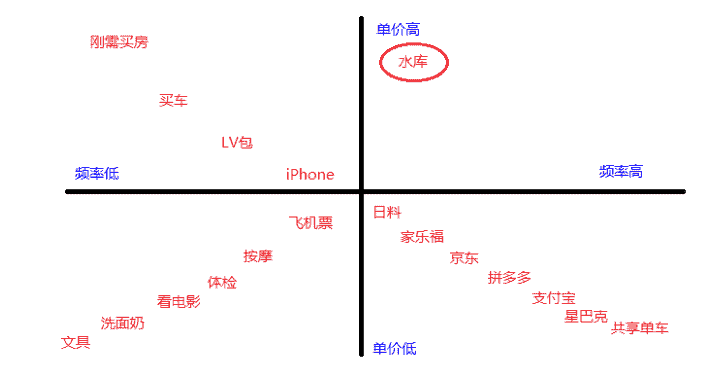 单价高
刚需买房
水库
买车
LV包
频率低
iPhone
频率高
飞机票
日料
家乐福
按摩
京东
体检
拼多多
看电影
支付宝
洗面奶
星巴克
共享单车
文具
单价低